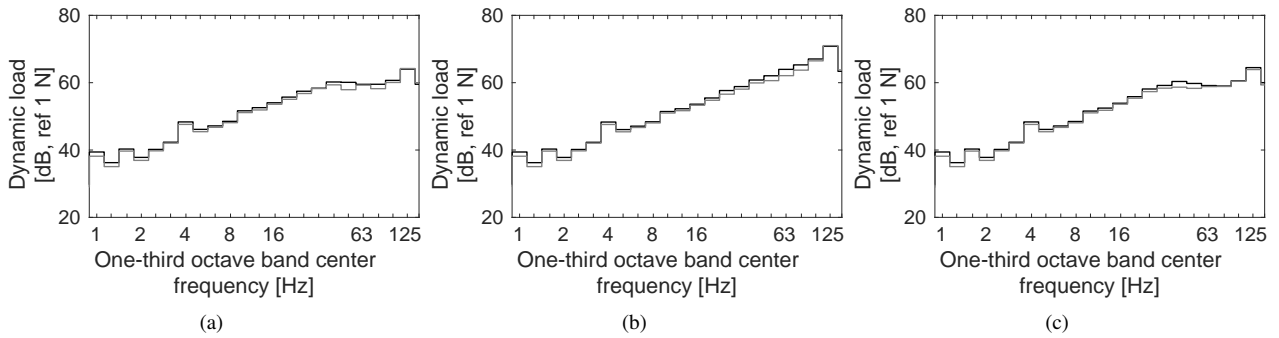 80
60
40
20
Dynamic load
[dB, ref 1 N]
1 2 4 8 16 63 125
One-third octave band center
frequency [Hz]
(a)
80
60
40
20
Dynamic load
[dB, ref 1 N]
1 2 4 8 16 63 125
One-third octave band center
frequency [Hz]
(b)
80
60
40
20
Dynamic load
[dB, ref 1 N]
1 2 4 8 16 63 125
One-third octave band center
frequency [Hz]
(c)